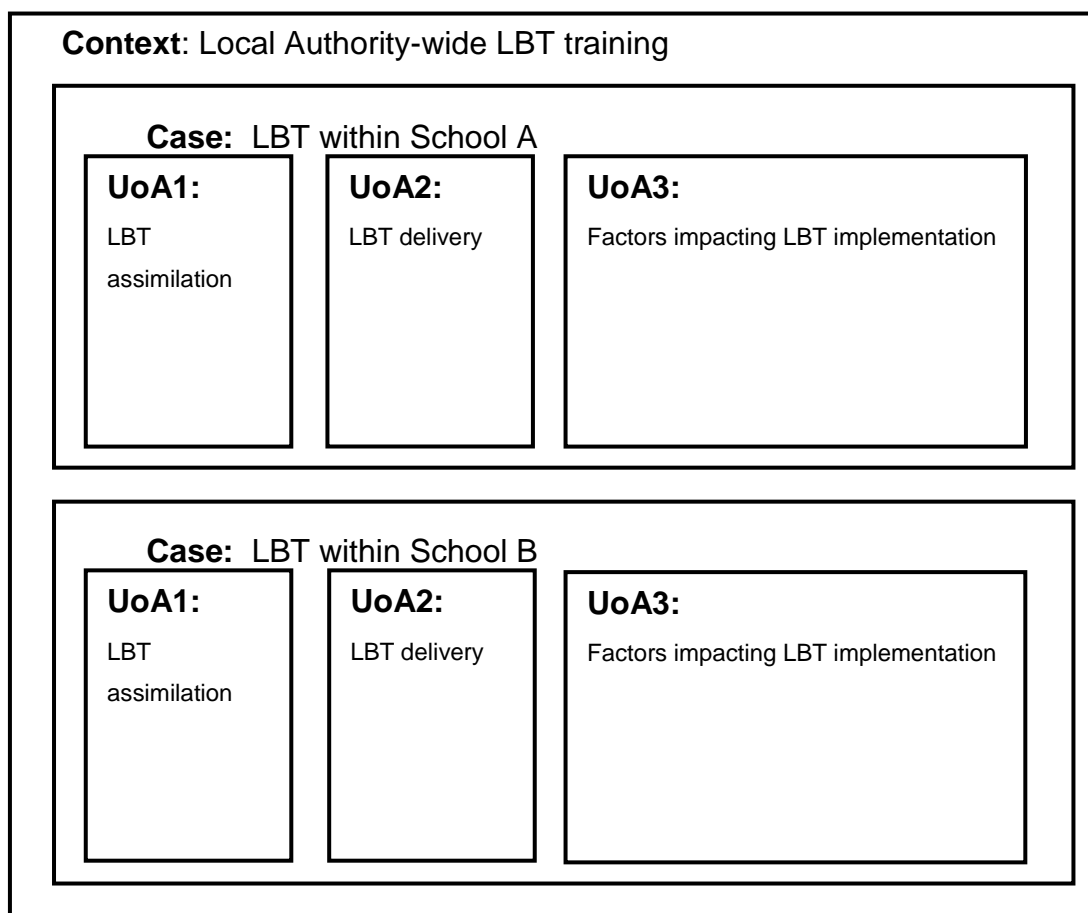 Context: Local Authority-wide LBT training
Case: LBT within School A
UoA1:
LBT
assimilation
UoA2:
LBT delivery
UoA3:
Factors impacting LBT implementation
Case: LBT within School B
UoA1:
LBT
assimilation
UoA2:
LBT delivery
UoA3:
Factors impacting LBT implementation